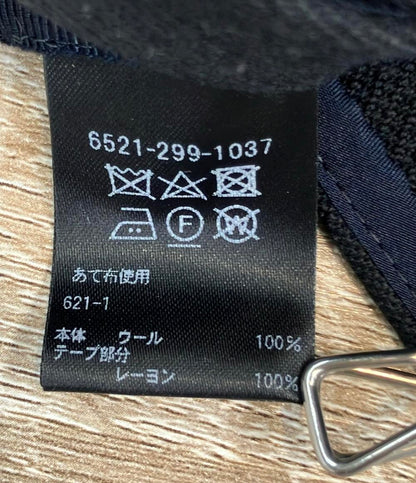 6521-299-1037
F W
あて布使用
621-1
本体 ウール 100%
テープ部分
レーヨン 100%